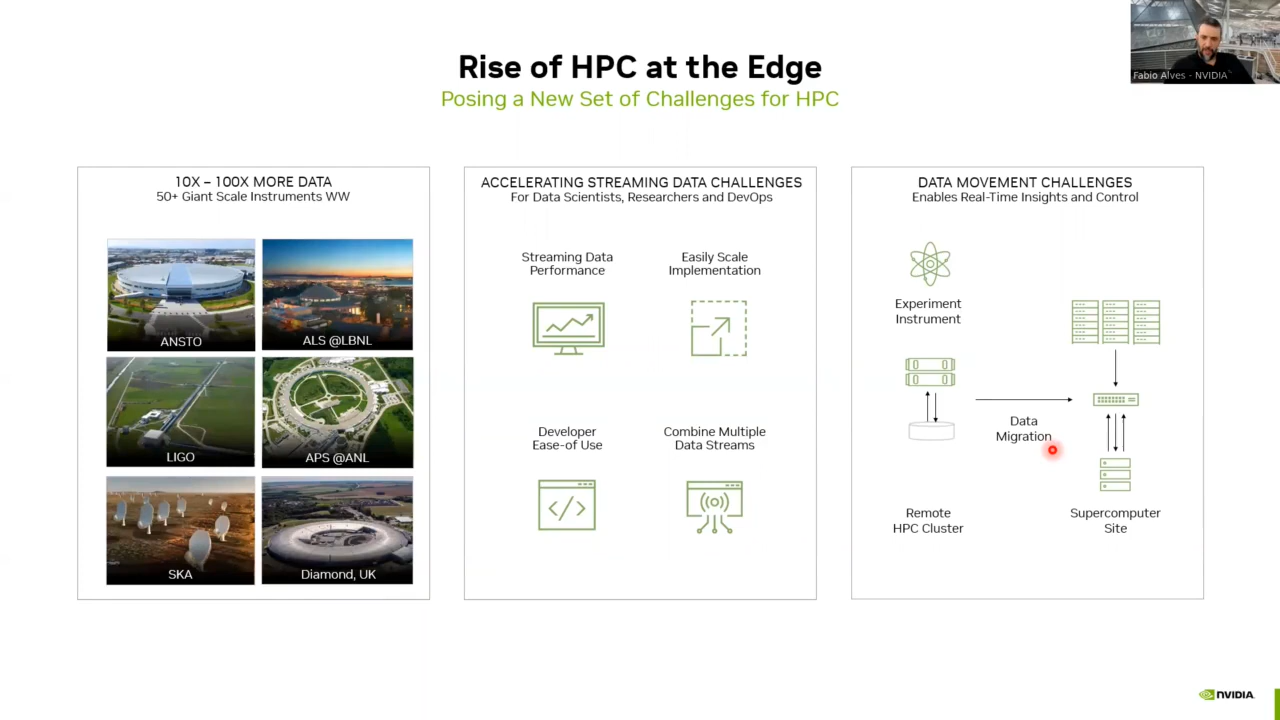 Rise of HPC at the Edge
Posing a New Set of Challenges for HPC
Fabio Alves - NVIDIA
10X – 100X MORE DATA
50+ Giant Scale Instruments WW
ANSTO
ALS @LBNL
LIGO
APS @ANL
SKA
Diamond, UK
ACCELERATING STREAMING DATA CHALLENGES
For Data Scientists, Researchers and DevOps
Streaming Data
Performance
Easily Scale
Implementation
Developer
Ease-of Use
Combine Multiple
Data Streams
DATA MOVEMENT CHALLENGES
Enables Real-Time Insights and Control
Experiment
Instrument
Data
Migration
Remote
HPC Cluster
Supercomputer
Site
NVIDIA